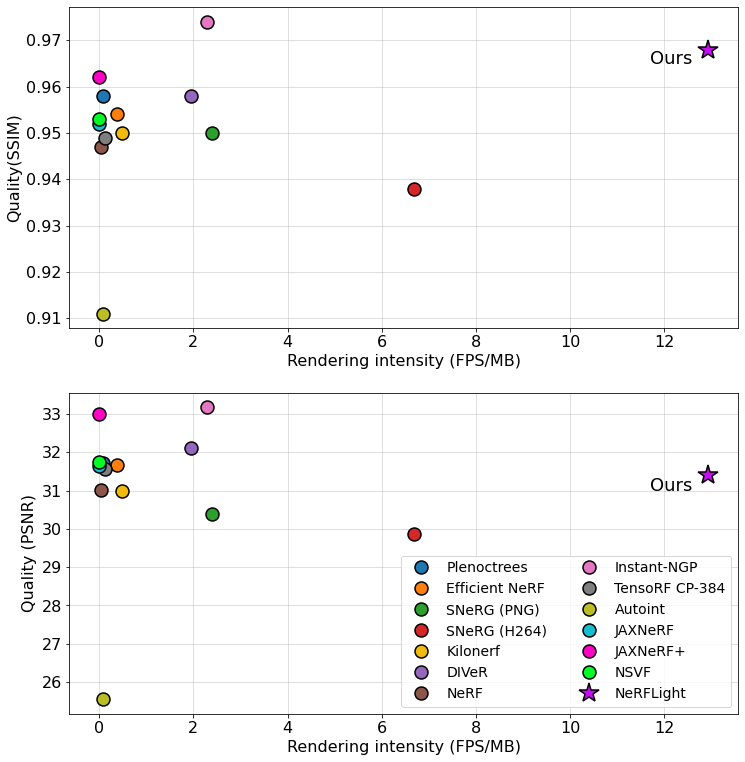 0.97
0.96
0.95
0.94
0.93
0.92
0.91
Quality(SSIM)
Ours
0 2 4 6 8 10 12
Rendering intensity (FPS/MB)
33
32
31
30
29
28
27
26
Quality (PSNR)
Ours
Plenoctrees
Efficient NeRF
SNeRG (PNG)
SNeRG (H264)
Kilonerf
DIVeR
NeRF
Instant-NGP
TensoRF CP-384
Autoint
JAXNeRF
JAXNeRF+
NSVF
NeRFLight
0 2 4 6 8 10 12
Rendering intensity (FPS/MB)